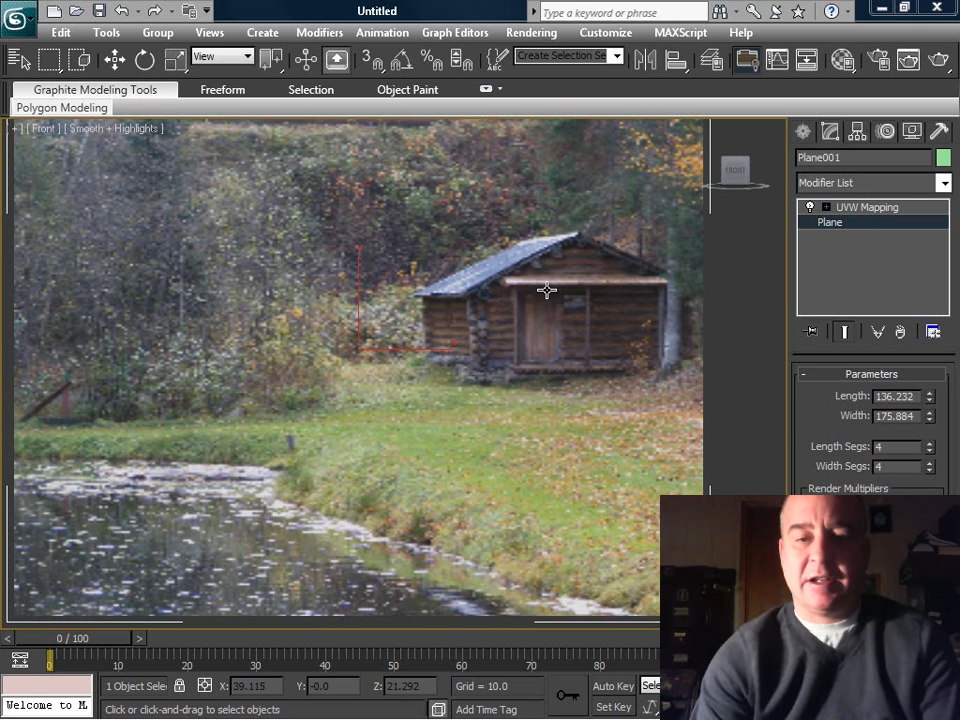 Untitled
Type a keyword or phrase
Edit Tools Group Views Create Modifiers Animation Graph Editors Rendering Customize MAXScript Help
View
Create Selection Se
ABC
Graphite Modeling Tools Freeform Selection Object Paint
Polygon Modeling
+ ] [ Front ] [ Smooth + Highlights ]
FRONT
Plane001
Modifier List
UVW Mapping
Plane
Parameters
Length: 136.232
Width: 175.884
Length Segs: 4
Width Segs: 4
Render Multipliers
< 0 / 100 >
0 10 20 30 40 50 60 70 80
1 Object Sele
X: 39.115 Y: -0.0 Z: 21.292
Grid = 10.0
Auto Key
Sele
Welcome to M
Click or click-and-drag to select objects
Add Time Tag
Set Key